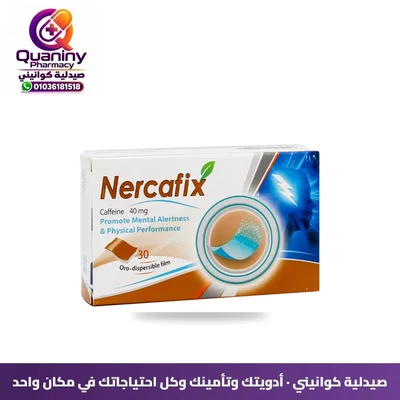 Quaniny
Pharmacy
صيدلية كوانيني
01036181518
Nercafix
Caffeine 40 mg
Promote Mental Alertness
& Physical Performance
30
Oro-dispersible film
صيدلية كوانيني - أدويتك وتأمينك وكل احتياجاتك في مكان واحد